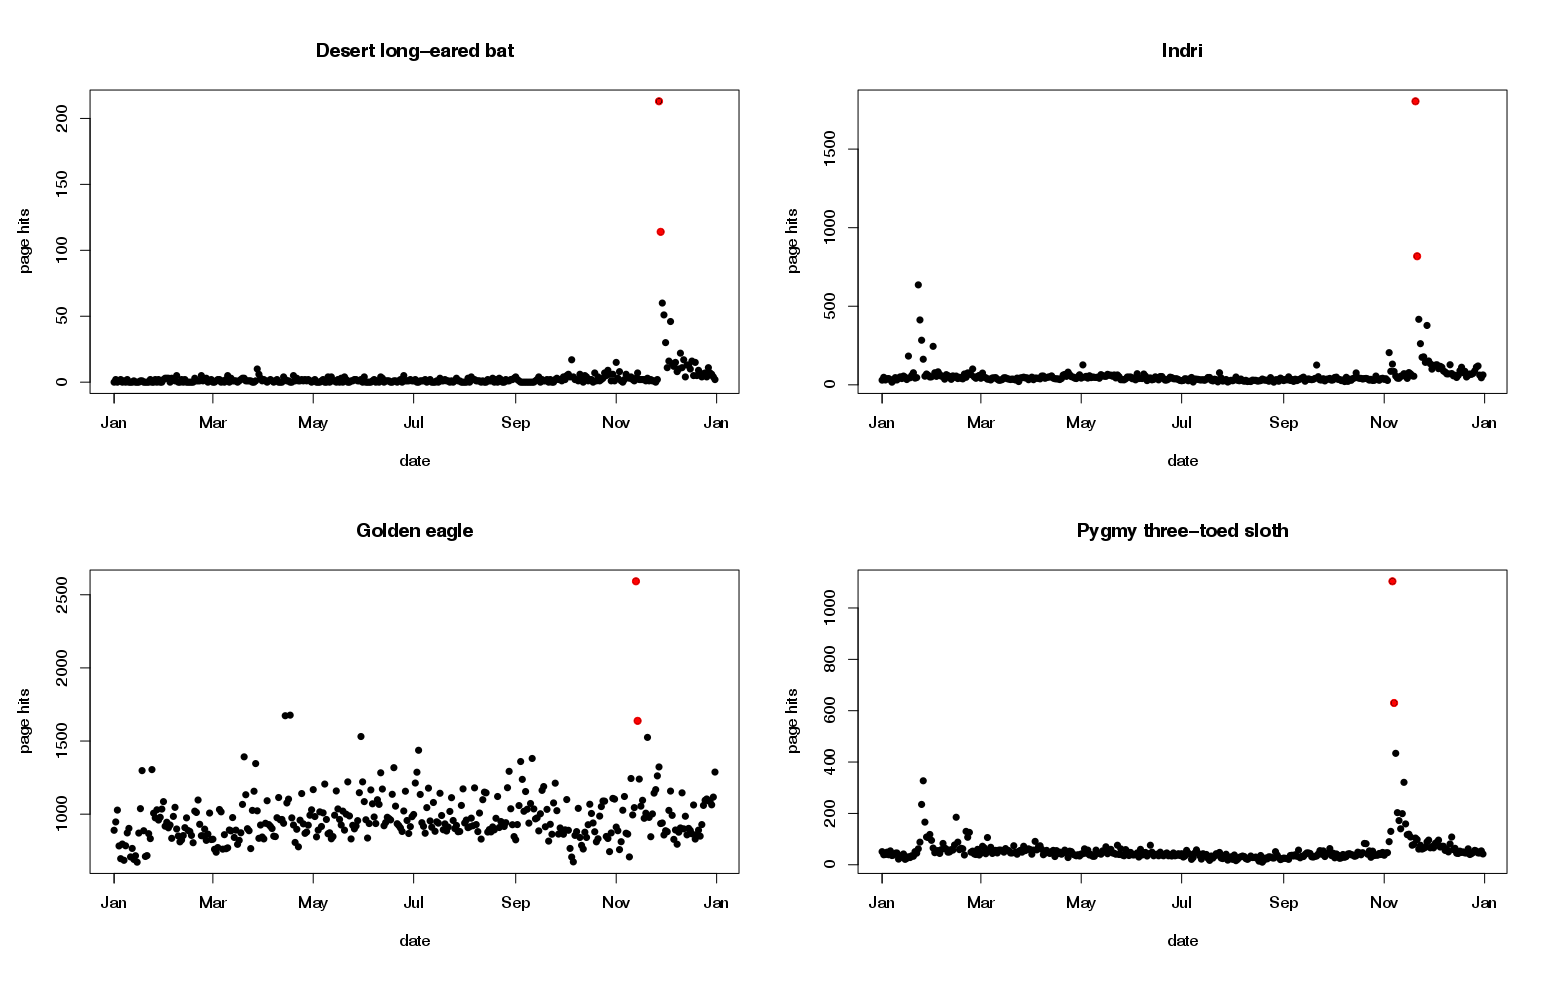 Desert long–eared bat
page hits
200
150
100
50
0
Jan Mar May Jul Sep Nov Jan
date
Indri
page hits
1500
1000
500
0
Jan Mar May Jul Sep Nov Jan
date
Golden eagle
page hits
2500
2000
1500
1000
Jan Mar May Jul Sep Nov Jan
date
Pygmy three–toed sloth
page hits
1000
800
600
400
200
0
Jan Mar May Jul Sep Nov Jan
date